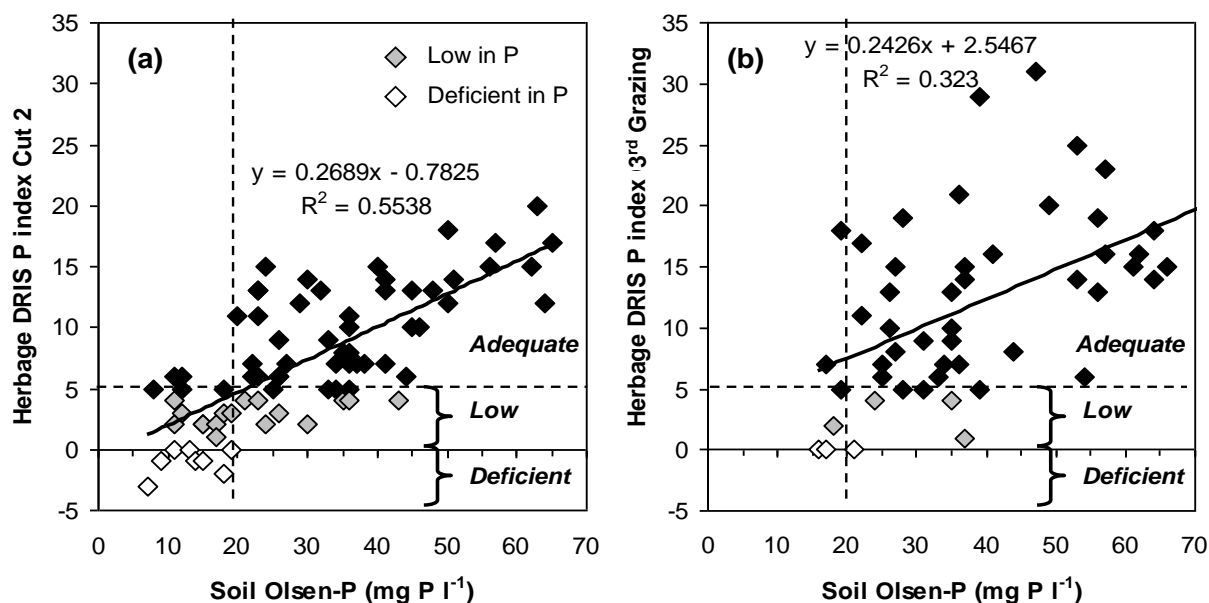 (a)
Low in P
Deficient in P
y = 0.2689x - 0.7825
R² = 0.5538
Adequate
Low
Deficient
35
30
25
20
15
10
5
0
-5
0 10 20 30 40 50 60 70
Herbage DRIS P index Cut 2
Soil Olsen-P (mg P l⁻¹)
(b)
y = 0.2426x + 2.5467
R² = 0.323
Adequate
Low
Deficient
35
30
25
20
15
10
5
0
-5
0 10 20 30 40 50 60 70
Herbage DRIS P index 3rd Grazing
Soil Olsen-P (mg P l⁻¹)